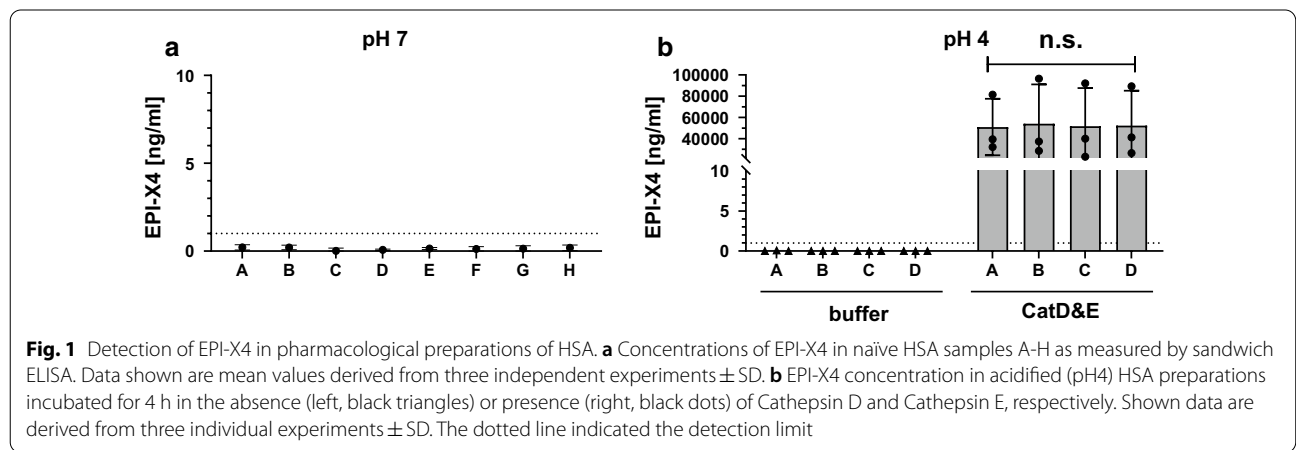 a
pH 7
EPI-X4 [ng/ml]
10
5
0
A B C D E F G H
b
pH 4
n.s.
EPI-X4 [ng/ml]
100000
80000
60000
40000
10
5
0
A B C D A B C D
buffer CatD&E
Fig. 1 Detection of EPI-X4 in pharmacological preparations of HSA. a Concentrations of EPI-X4 in naïve HSA samples A-H as measured by sandwich
ELISA. Data shown are mean values derived from three independent experiments ± SD. b EPI-X4 concentration in acidified (pH4) HSA preparations
incubated for 4 h in the absence (left, black triangles) or presence (right, black dots) of Cathepsin D and Cathepsin E, respectively. Shown data are
derived from three individual experiments ± SD. The dotted line indicated the detection limit